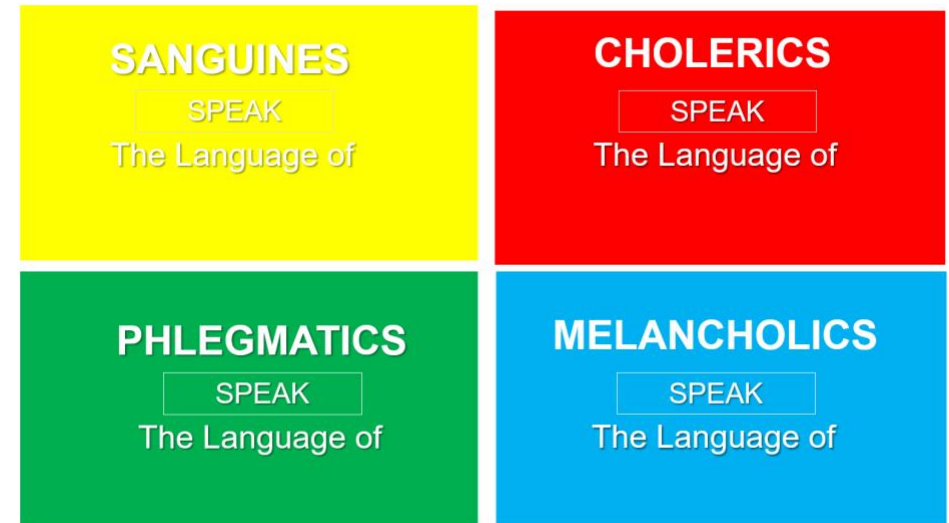 SANGUINES
SPEAK
The Language of
CHOLERICS
SPEAK
The Language of
PHLEGMATICS
SPEAK
The Language of
MELANCHOLICS
SPEAK
The Language of